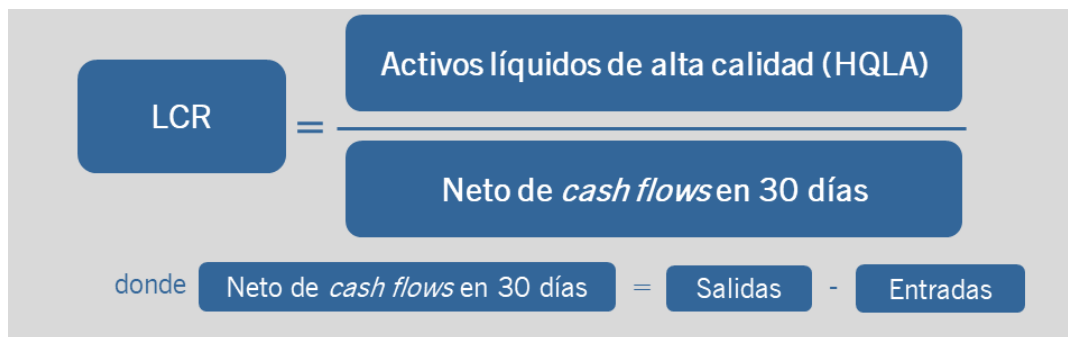 Activos líquidos de alta calidad (HQLA)
LCR =
Neto de cash flows en 30 días
donde Neto de cash flows en 30 días = Salidas - Entradas